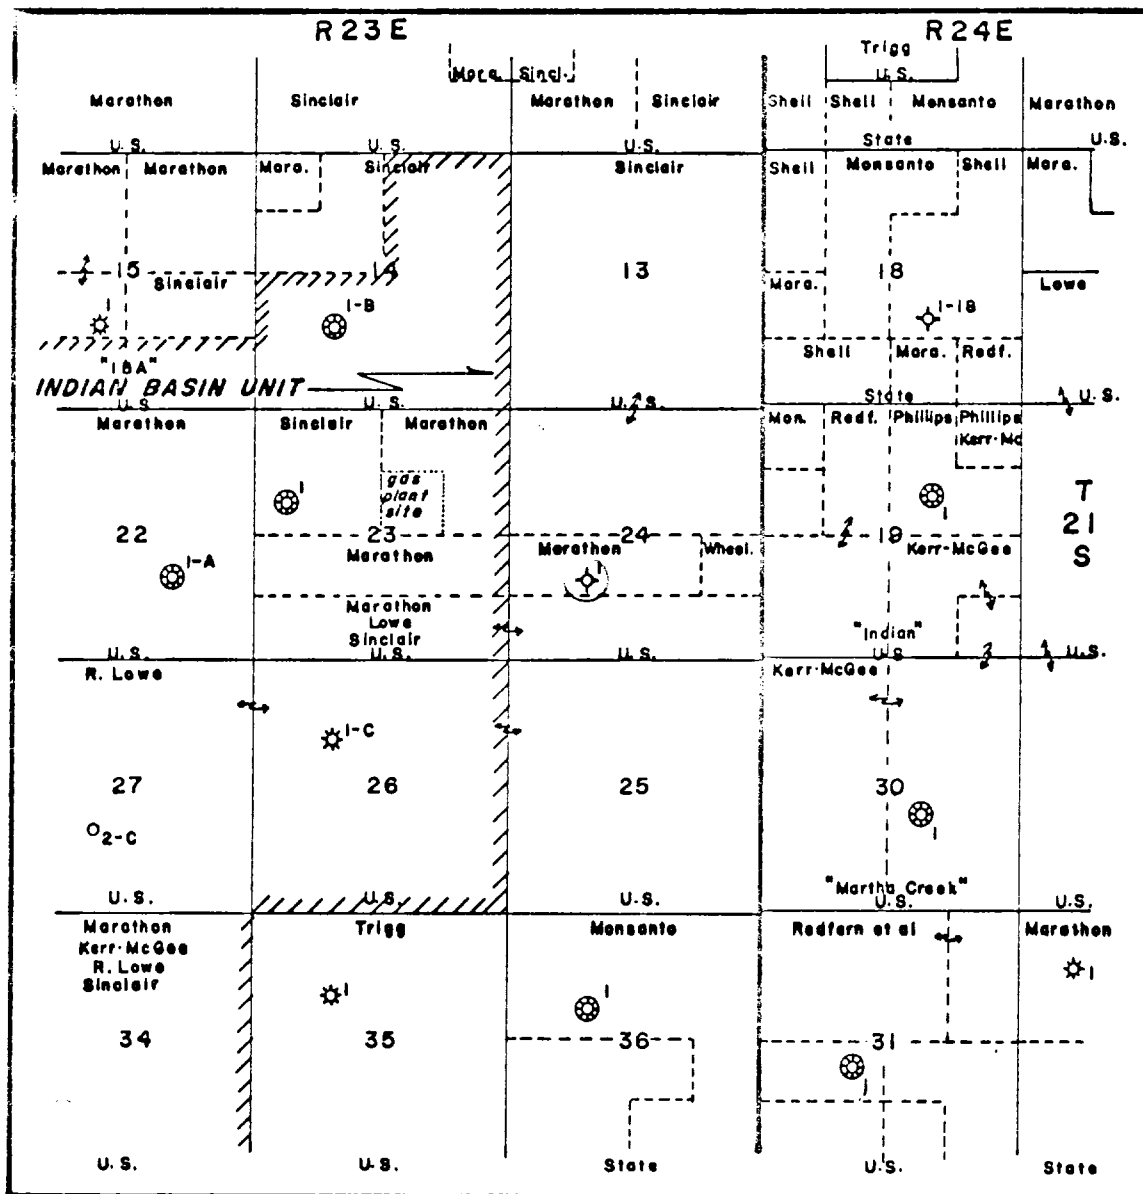 R 23 E R 24 E
Trigg
U.S.
Mara. Sincl.
Marathon Sinclair Marathon Sinclair Shell Shell Monsanto Marathon
U.S. U.S. U.S. State U.S.
Marathon Marathon Mara. Sinclair Sinclair Shell Monsanto Shell Mara.
15 14 13 18
Sinclair Mara. Lowe
1 1-B 1-18
Shell Mara. Redf.
"IBA"
INDIAN BASIN UNIT
U.S. U.S. U.S. State U.S.
Marathon Sinclair Marathon Mon. Redf. Phillips Phillips
Kerr-Mc
gas
plant
site
1 1
T
21
S
22 23 24 19
Marathon Marathon Wheel. Kerr-McGee
1-A 1
Marathon
Lowe
Sinclair
"Indian"
U.S. U.S. U.S. U.S. U.S.
R. Lowe Kerr-McGee
1-C
27 26 25 30
2-C 1
"Martha Creek"
U.S. U.S. U.S. U.S. U.S.
Marathon Trigg Monsanto Redfern et al Marathon
Kerr-McGee
R. Lowe
Sinclair
1 1 1
34 35 36 31
1
U.S. U.S. State U.S. State